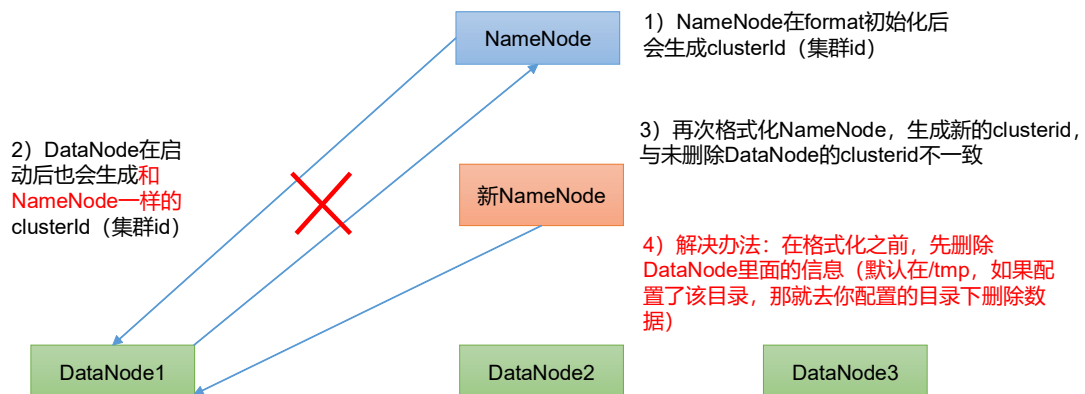 NameNode
1）NameNode在format初始化后
会生成clusterId（集群id）
2）DataNode在启
动后也会生成和
NameNode一样的
clusterId（集群id）
3）再次格式化NameNode，生成新的clusterid，
与未删除DataNode的clusterid不一致
新NameNode
4）解决办法：在格式化之前，先删除
DataNode里面的信息（默认在/tmp，如果配
置了该目录，那就去你配置的目录下删除数
据）
DataNode1
DataNode2
DataNode3